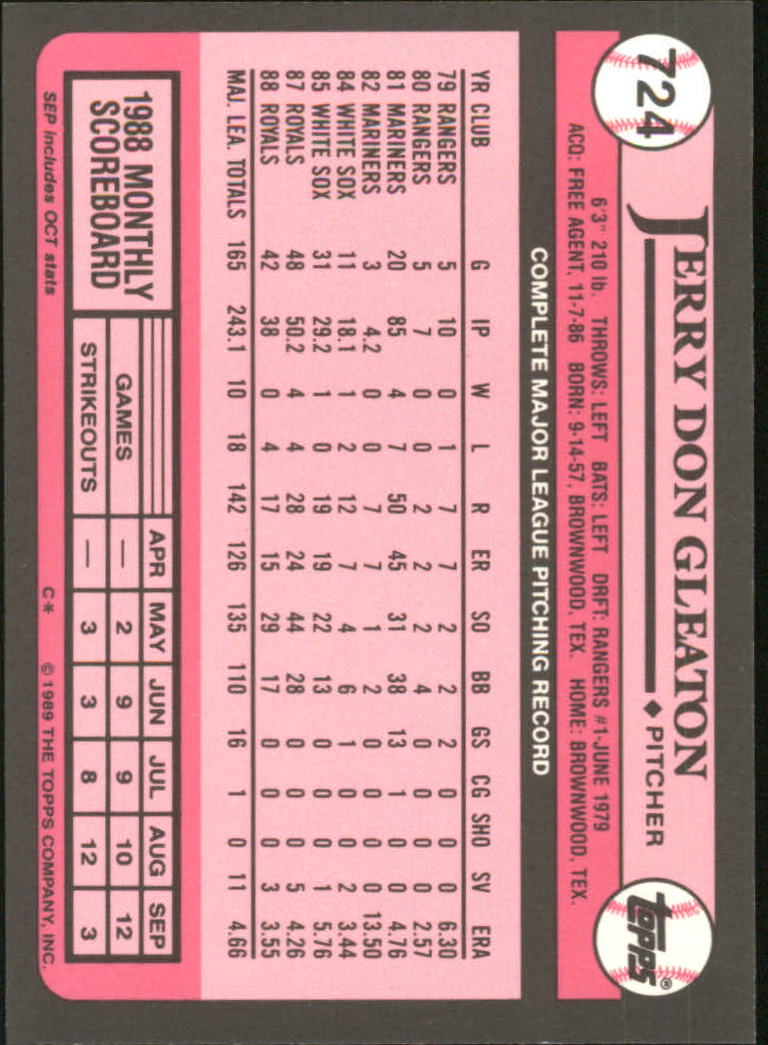 724
JERRY DON GLEATON
◆ PITCHER
topps®
6'3" 210 lb. THROWS: LEFT BATS: LEFT DRFT: RANGERS #1-JUNE 1979
ACQ: FREE AGENT, 11-7-86 BORN: 9-14-57, BROWNWOOD, TEX. HOME: BROWNWOOD, TEX.
COMPLETE MAJOR LEAGUE PITCHING RECORD
YR CLUB G IP W L R ER SO BB GS CG SHO SV ERA
79 RANGERS 5 10 0 1 7 7 2 2 2 0 0 0 6.30
80 RANGERS 5 7 0 0 2 2 2 4 0 0 0 0 2.57
81 MARINERS 20 85 4 7 50 45 31 38 13 1 0 0 4.76
82 MARINERS 3 4.2 0 0 7 7 1 2 0 0 0 0 13.50
84 WHITE SOX 11 18.1 1 2 12 7 4 6 1 0 0 2 3.44
85 WHITE SOX 31 29.2 1 0 19 19 22 13 0 0 0 1 5.76
87 ROYALS 48 50.2 4 4 28 24 44 28 0 0 0 5 4.26
88 ROYALS 42 38 0 4 17 15 29 17 0 0 0 3 3.55
MAJ. LEA. TOTALS 165 243.1 10 18 142 126 135 110 16 1 0 11 4.66
1988 MONTHLY
SCOREBOARD
APR MAY JUN JUL AUG SEP
GAMES — 2 9 9 10 12
STRIKEOUTS — 3 3 8 12 3
SEP includes OCT stats
C* © 1989 THE TOPPS COMPANY, INC.